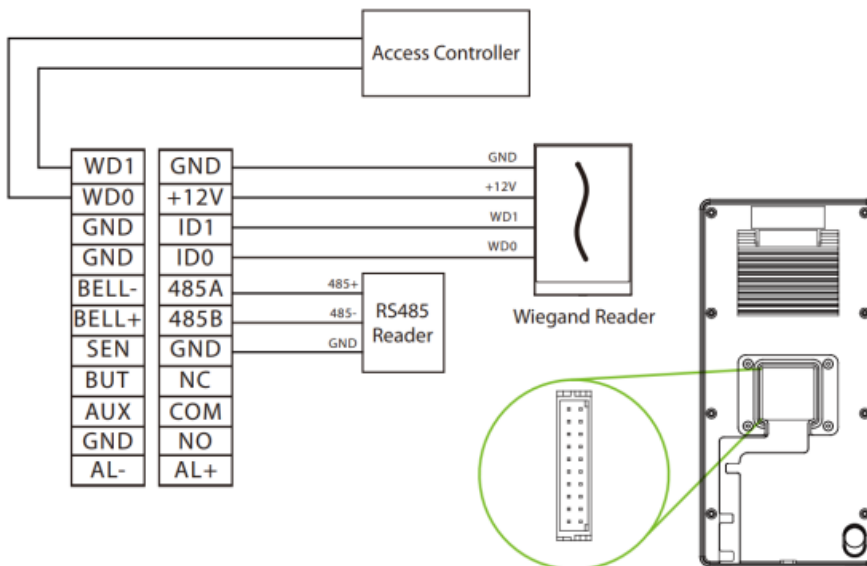 Access Controller
WD1 GND GND
WD0 +12V +12V
GND ID1 WD1
GND ID0 WD0
BELL- 485A 485+
BELL+ 485B 485-
SEN GND GND
BUT NC
AUX COM
GND NO
AL- AL+
RS485
Reader
Wiegand Reader